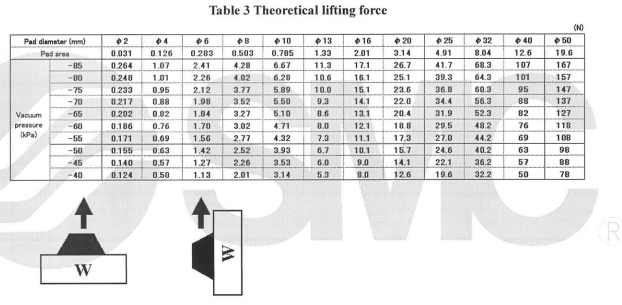 Table 3 Theoretical lifting force
(N)
Pad diameter (mm) ϕ 2 ϕ 4 ϕ 6 ϕ 8 ϕ 10 ϕ 13 ϕ 16 ϕ 20 ϕ 25 ϕ 32 ϕ 40 ϕ 50
Pad area 0.031 0.126 0.283 0.503 0.785 1.33 2.01 3.14 4.91 8.04 12.6 19.6
-85 0.264 1.07 2.41 4.28 6.67 11.3 17.1 26.7 41.7 68.3 107 167
-80 0.248 1.01 2.26 4.02 6.28 10.6 16.1 25.1 39.3 64.3 101 157
-75 0.233 0.95 2.12 3.77 5.89 10.0 15.1 23.6 36.8 60.3 95 147
-70 0.217 0.88 1.98 3.52 5.50 9.3 14.1 22.0 34.4 56.3 88 137
Vacuum pressure (kPa) -65 0.202 0.82 1.84 3.27 5.10 8.6 13.1 20.4 31.9 52.3 82 127
-60 0.186 0.76 1.70 3.02 4.71 8.0 12.1 18.8 29.5 48.2 76 118
-55 0.171 0.69 1.56 2.77 4.32 7.3 11.1 17.3 27.0 44.2 69 108
-50 0.155 0.63 1.42 2.52 3.93 6.7 10.1 15.7 24.6 40.2 63 98
-45 0.140 0.57 1.27 2.26 3.53 6.0 9.0 14.1 22.1 36.2 57 88
-40 0.124 0.50 1.13 2.01 3.14 5.3 8.0 12.6 19.6 32.2 50 78
SMC ®
W
W